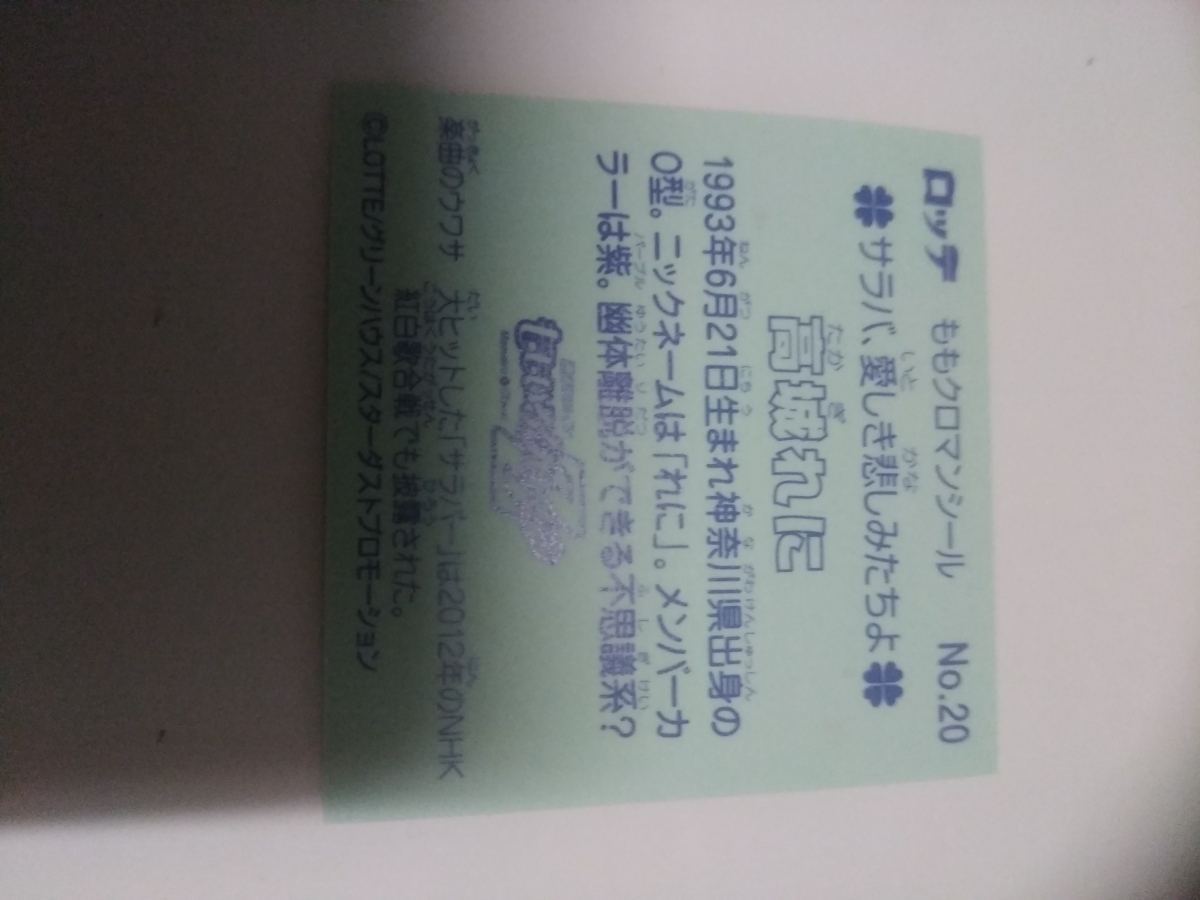 ロッテ ももクロマンシール No.20
サラバ、愛しき悲しみたちよ
高城れに
1993年6月21日生まれ神奈川県出身の
O型。ニックネームは「れに」。メンバーカ
ラーは紫。幽体離脱ができる不思議系?
楽曲のウワサ 大ヒットした「サラバ〜」は2012年のNHK
紅白歌合戦でも披露された。
©LOTTE/グリーンハウス/スターダストプロモーション